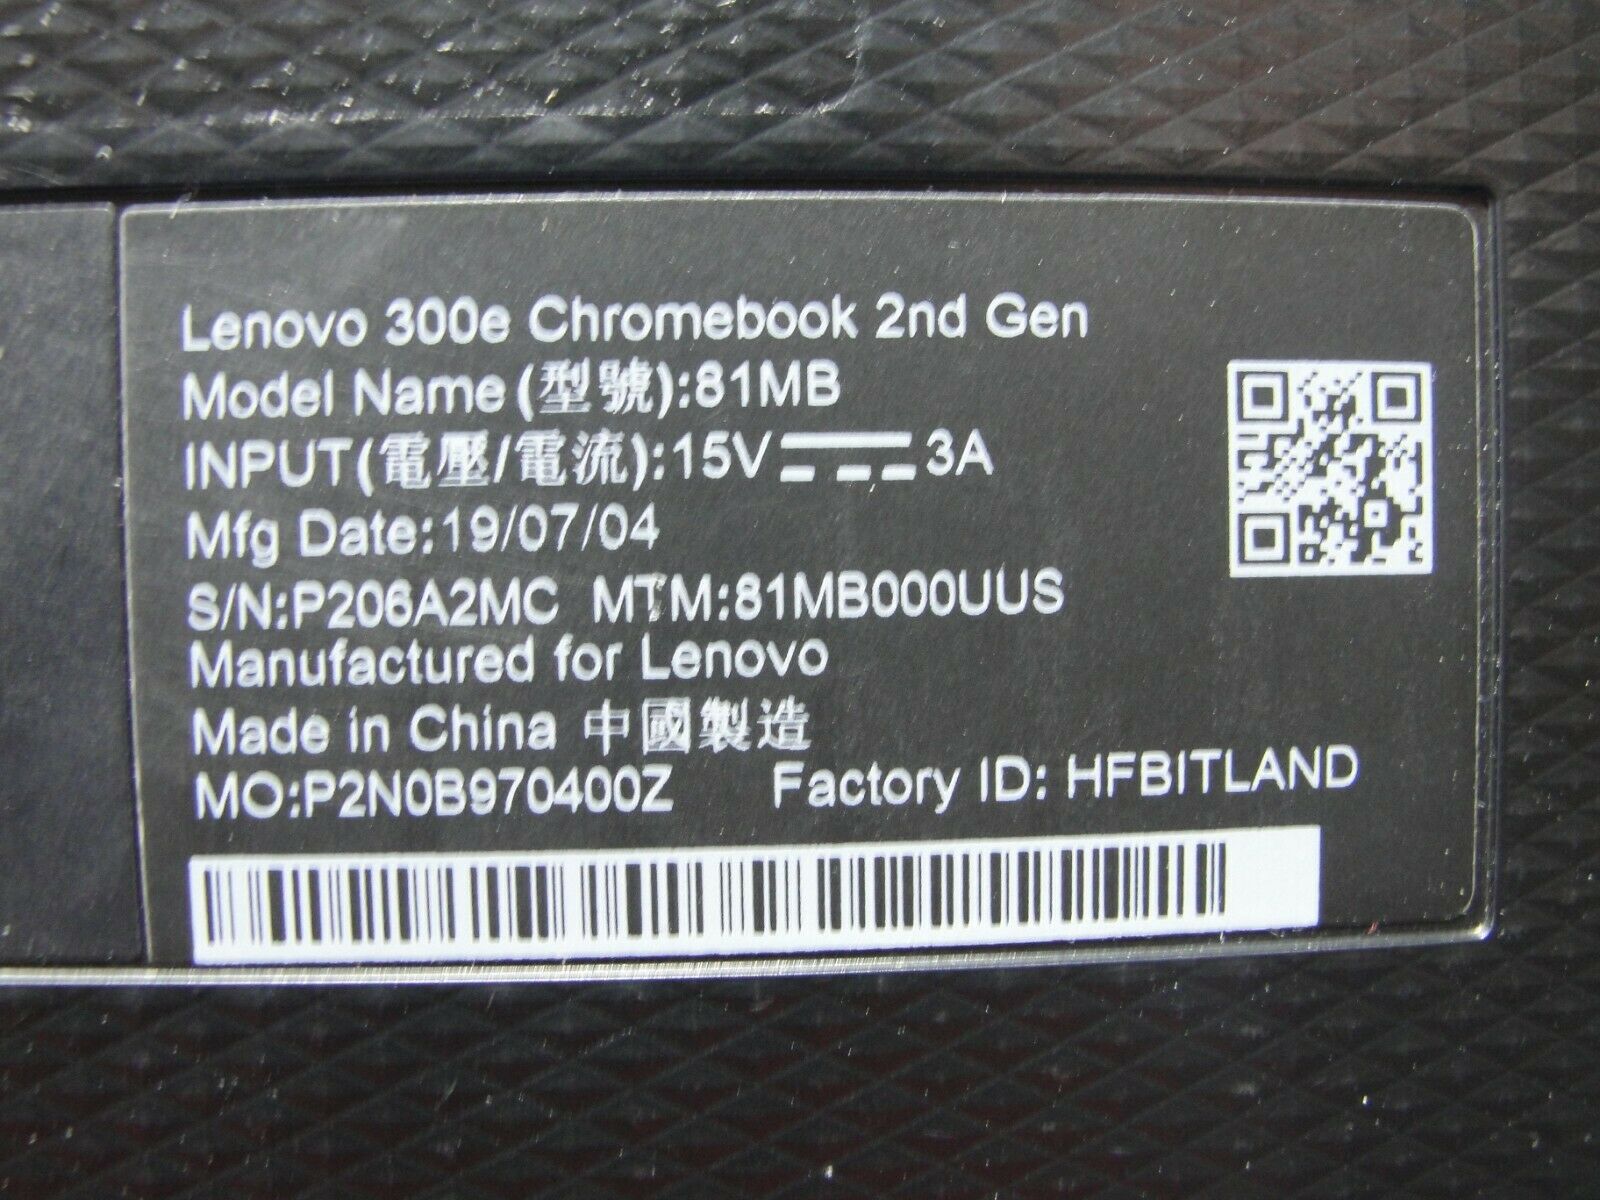 Lenovo 300e Chromebook 2nd Gen
Model Name(型號):81MB
INPUT(電壓/電流):15V⎓3A
Mfg Date:19/07/04
S/N:P206A2MC MTM:81MB000UUS
Manufactured for Lenovo
Made in China 中國製造
MO:P2N0B970400Z Factory ID: HFBITLAND